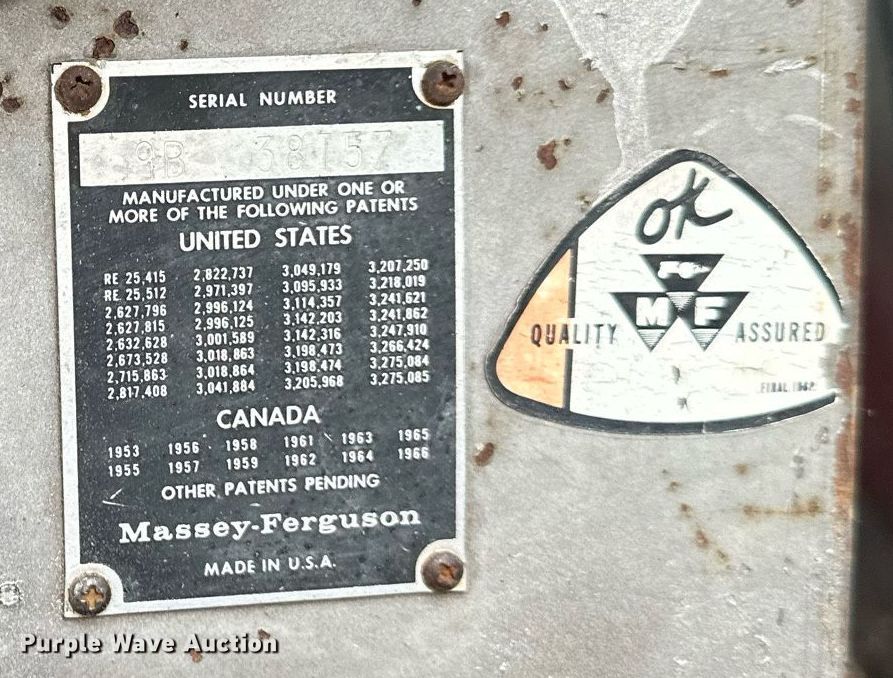 SERIAL NUMBER
9B 38157
MANUFACTURED UNDER ONE OR
MORE OF THE FOLLOWING PATENTS
UNITED STATES
RE 25,415 2,822,737 3,049,179 3,207,250
RE 25,512 2,971,397 3,095,933 3,218,019
2,627,796 2,996,124 3,114,357 3,241,621
2,627,815 2,996,125 3,142,203 3,241,862
2,632,628 3,001,589 3,142,316 3,247,910
2,673,528 3,018,863 3,198,473 3,266,424
2,715,863 3,018,864 3,198,474 3,275,084
2,817,408 3,041,884 3,205,968 3,275,085
CANADA
1953 1956 1958 1961 1963 1965
1955 1957 1959 1962 1964 1966
OTHER PATENTS PENDING
Massey-Ferguson
MADE IN U.S.A.
OK
MF
QUALITY ASSURED
Purple Wave Auction